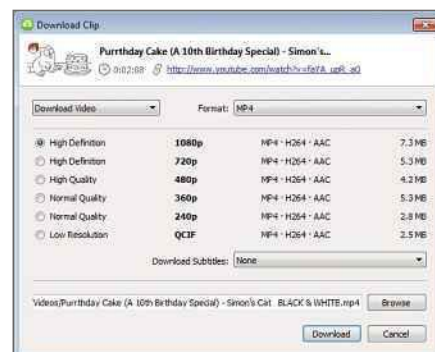 Download Clip
Purrthday Cake (A 10th Birthday Special) - Simon's...
0:02:08
Download Video Format: MP4
High Definition 1080p MP4 · H264 · AAC 7.3 MB
High Definition 720p MP4 · H264 · AAC 5.3 MB
High Quality 480p MP4 · H264 · AAC 4.2 MB
Normal Quality 360p MP4 · H264 · AAC 5.3 MB
Normal Quality 240p MP4 · H264 · AAC 2.8 MB
Low Resolution QCIF MP4 · H264 · AAC 2.5 MB
Download Subtitles: None
Videos/Purrthday Cake (A 10th Birthday Special) - Simon's Cat BLACK & WHITE.mp4 Browse
Download Cancel